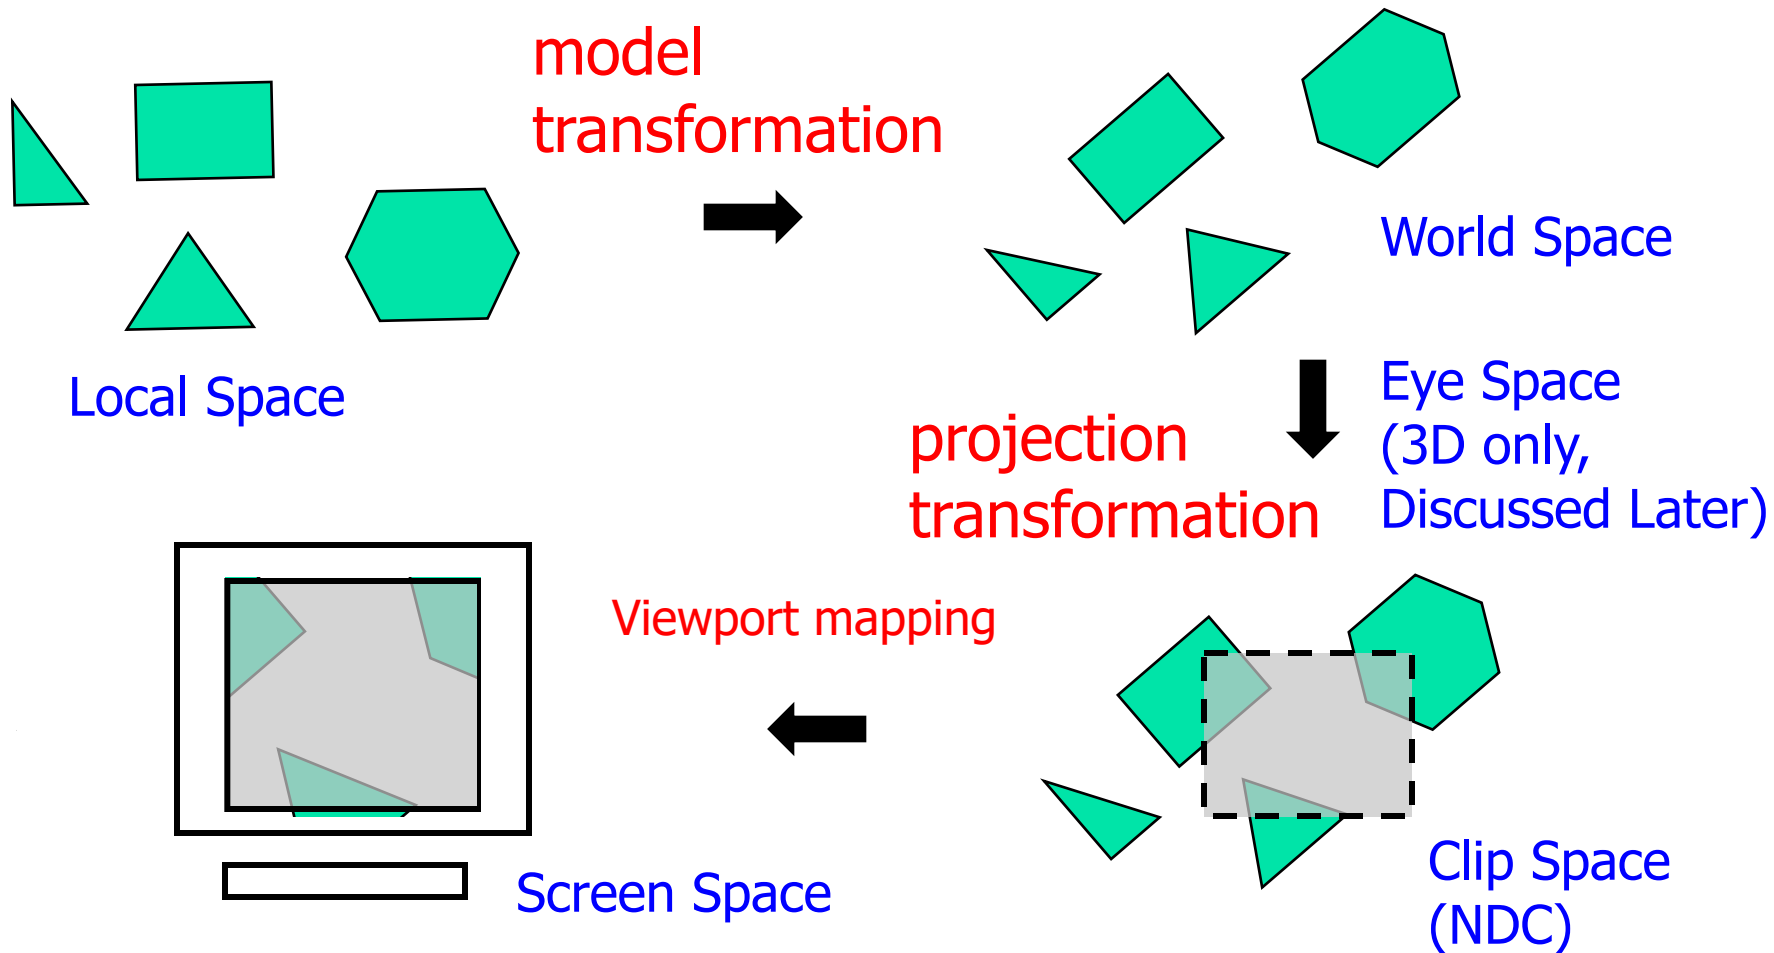 model
transformation
World Space
Local Space
Eye Space
(3D only,
Discussed Later)
projection
transformation
Viewport mapping
Screen Space
Clip Space
(NDC)